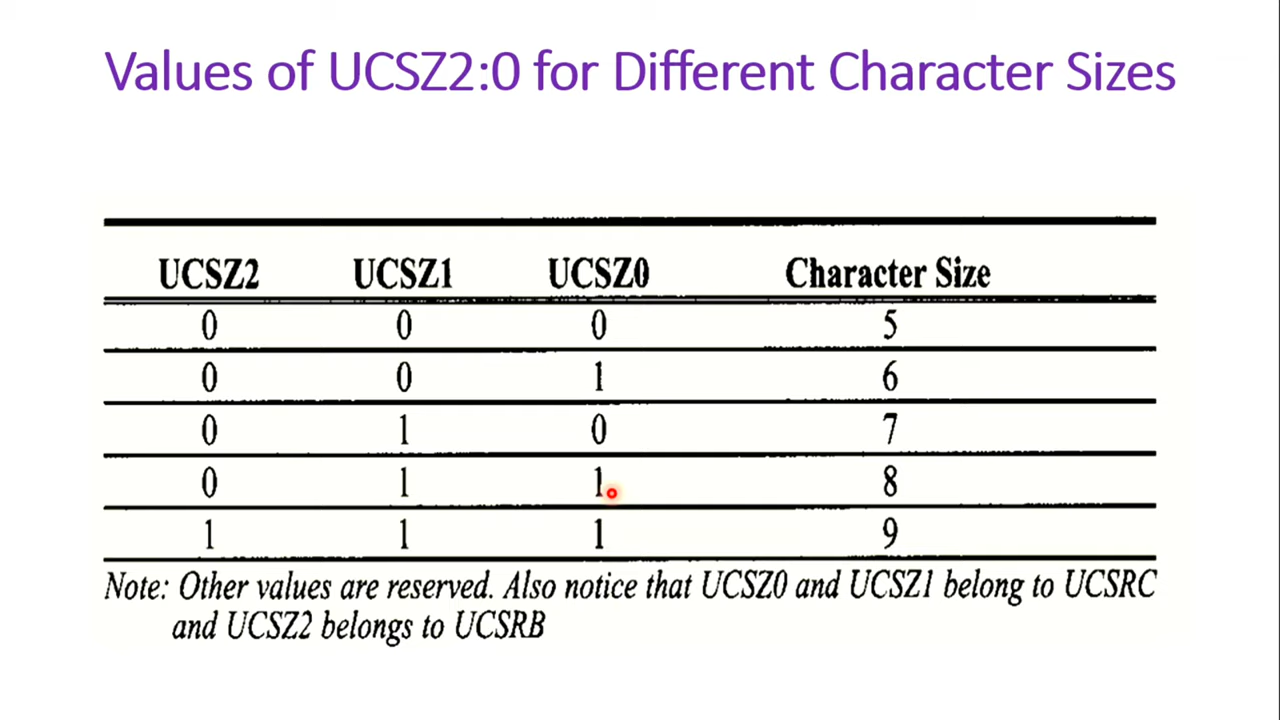 Values of UCSZ2:0 for Different Character Sizes
UCSZ2 UCSZ1 UCSZ0 Character Size
0 0 0 5
0 0 1 6
0 1 0 7
0 1 1 8
1 1 1 9
Note: Other values are reserved. Also notice that UCSZ0 and UCSZ1 belong to UCSRC
and UCSZ2 belongs to UCSRB